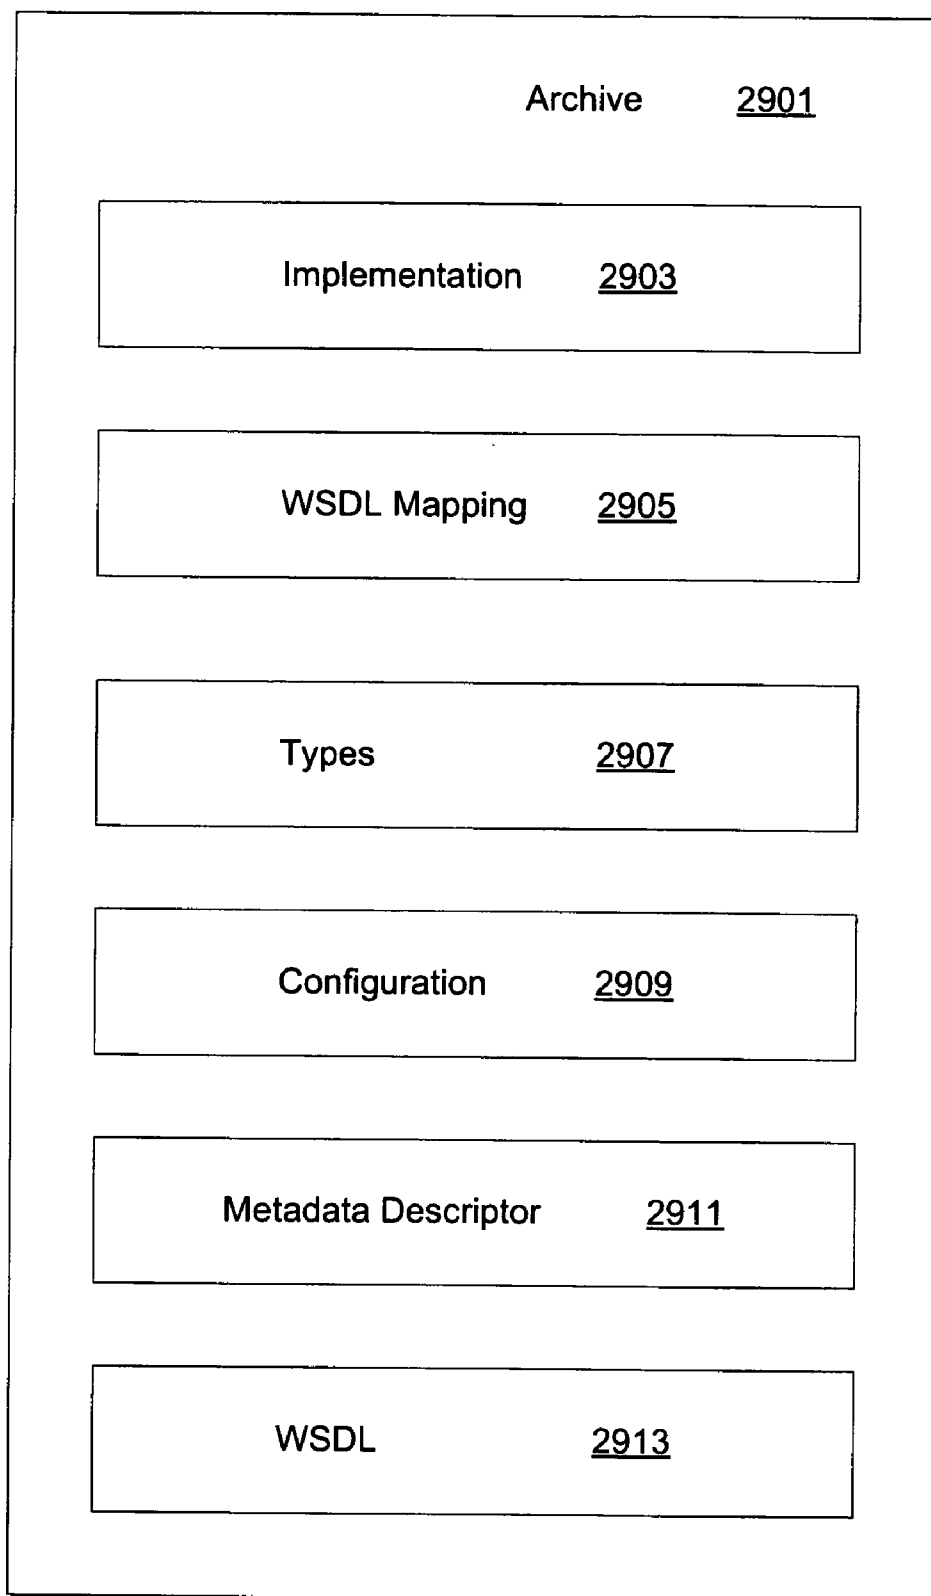 Archive 2901
Implementation 2903
WSDL Mapping 2905
Types 2907
Configuration 2909
Metadata Descriptor 2911
WSDL 2913